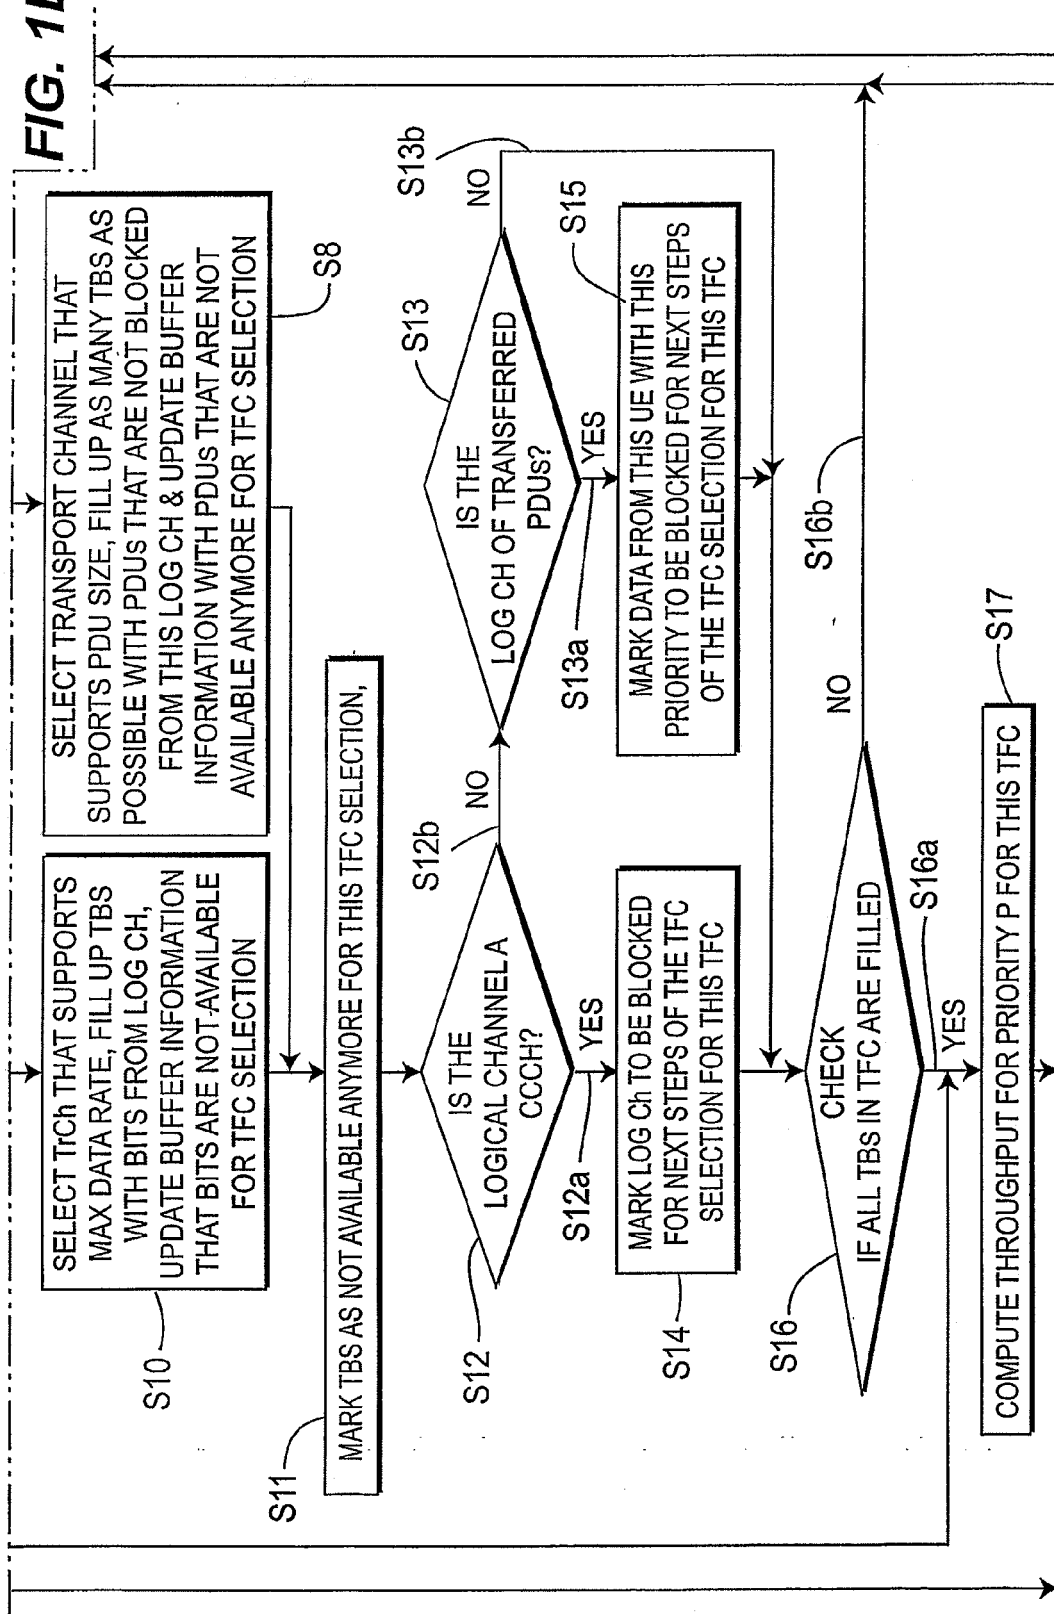 FIG.
SELECT TrCh THAT SUPPORTS
MAX DATA RATE, FILL UP TBS
WITH BITS FROM LOG CH,
UPDATE BUFFER INFORMATION
THAT BITS ARE NOT AVAILABLE
FOR TFC SELECTION
S10
SELECT TRANSPORT CHANNEL THAT
SUPPORTS PDU SIZE, FILL UP AS MANY TBS AS
POSSIBLE WITH PDUs THAT ARE NOT BLOCKED
FROM THIS LOG CH & UPDATE BUFFER
INFORMATION WITH PDUs THAT ARE NOT
AVAILABLE ANYMORE FOR TFC SELECTION
S8
S11
MARK TBS AS NOT AVAILABLE ANYMORE FOR THIS TFC SELECTION,
S12
IS THE
LOGICAL CHANNEL A
CCCH?
S12b
NO
S12a
YES
S13
IS THE
LOG CH OF TRANSFERRED
PDUs?
NO
S13b
S13a
YES
S14
MARK LOG Ch TO BE BLOCKED
FOR NEXT STEPS OF THE TFC
SELECTION FOR THIS TFC
S15
MARK DATA FROM THIS UE WITH THIS
PRIORITY TO BE BLOCKED FOR NEXT STEPS
OF THE TFC SELECTION FOR THIS TFC
S16
CHECK
IF ALL TBS IN TFC ARE FILLED
NO
S16b
YES
S16a
COMPUTE THROUGHPUT FOR PRIORITY P FOR THIS TFC
S17